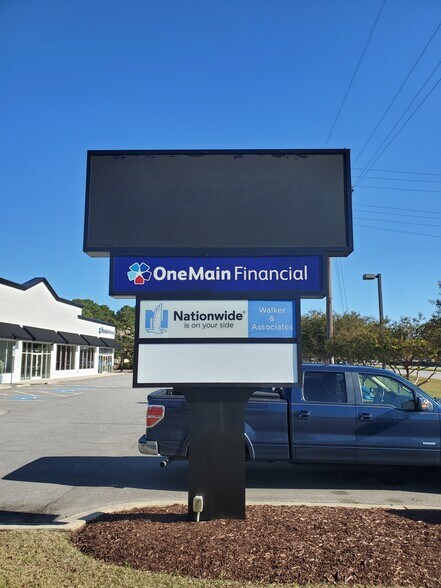 OneMain Financial
Nationwide®
is on your side
Walker &
Associates